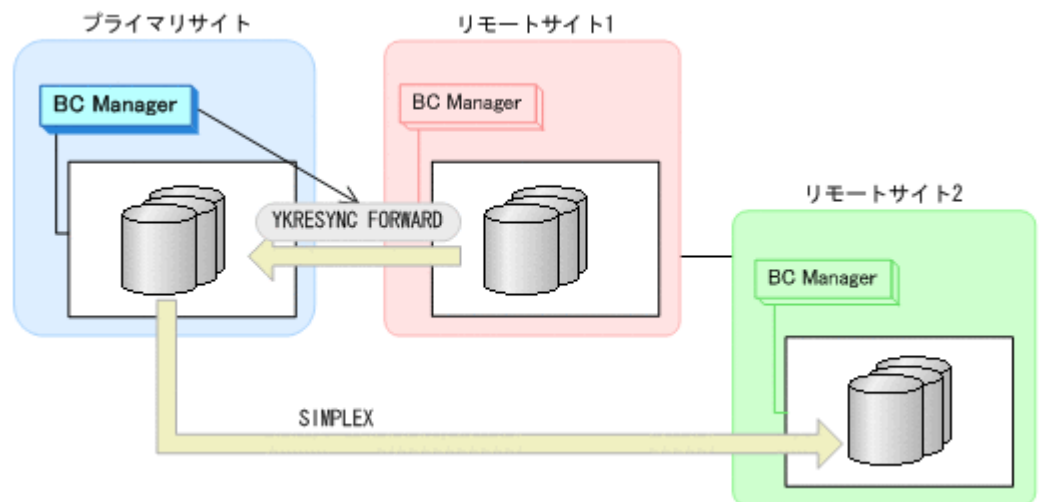 プライマリサイト
リモートサイト1
BC Manager
BC Manager
リモートサイト2
YKRESYNC FORWARD
BC Manager
SIMPLEX